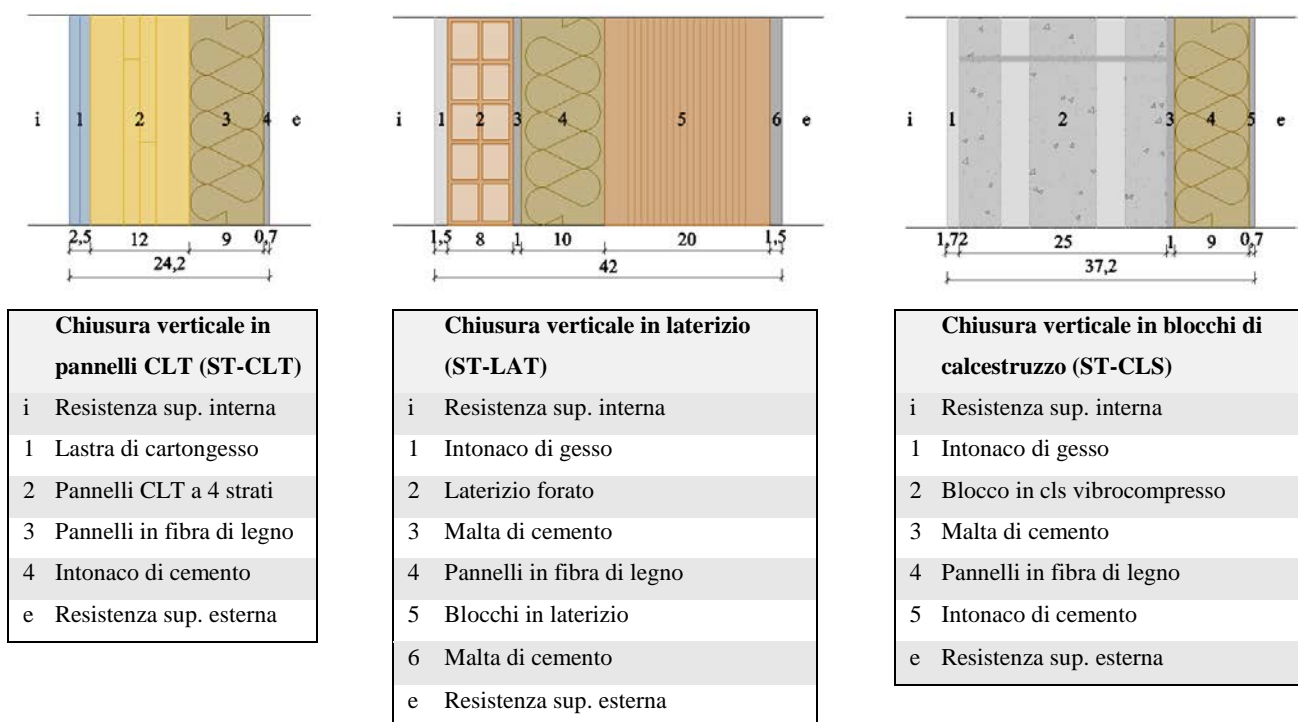 i 1 2 3 4 e
2,5 12 9 0,7
24,2
i 1 2 3 4 5 6 e
1,5 8 1 10 20 1,5
42
i 1 2 3 4 5 e
1,72 25 1 9 0,7
37,2
Chiusura verticale in
pannelli CLT (ST-CLT)
i Resistenza sup. interna
1 Lastra di cartongesso
2 Pannelli CLT a 4 strati
3 Pannelli in fibra di legno
4 Intonaco di cemento
e Resistenza sup. esterna
Chiusura verticale in laterizio
(ST-LAT)
i Resistenza sup. interna
1 Intonaco di gesso
2 Laterizio forato
3 Malta di cemento
4 Pannelli in fibra di legno
5 Blocchi in laterizio
6 Malta di cemento
e Resistenza sup. esterna
Chiusura verticale in blocchi di
calcestruzzo (ST-CLS)
i Resistenza sup. interna
1 Intonaco di gesso
2 Blocco in cls vibrocompresso
3 Malta di cemento
4 Pannelli in fibra di legno
5 Intonaco di cemento
e Resistenza sup. esterna